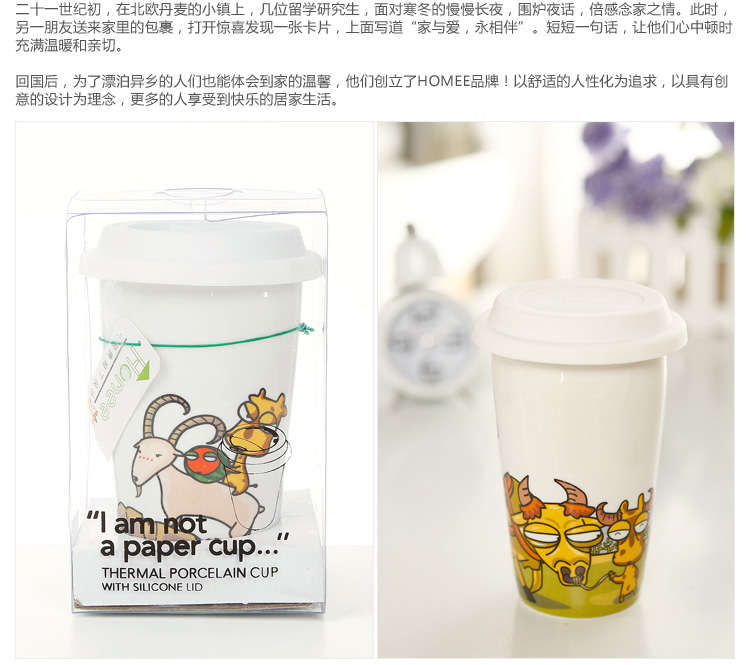 二十一世纪初，在北欧丹麦的小镇上，几位留学研究生，面对寒冬的慢慢长夜，围炉夜话，倍感念家之情。此时，
另一朋友送来家里的包裹，打开惊喜发现一张卡片，上面写道“家与爱，永相伴”。短短一句话，让他们心中顿时
充满温暖和亲切。
回国后，为了漂泊异乡的人们也能体会到家的温馨，他们创立了HOMEE品牌！以舒适的人性化为追求，以具有创
意的设计为理念，更多的人享受到快乐的居家生活。
Homee
“I am not
a paper cup...”
THERMAL PORCELAIN CUP
WITH SILICONE LID